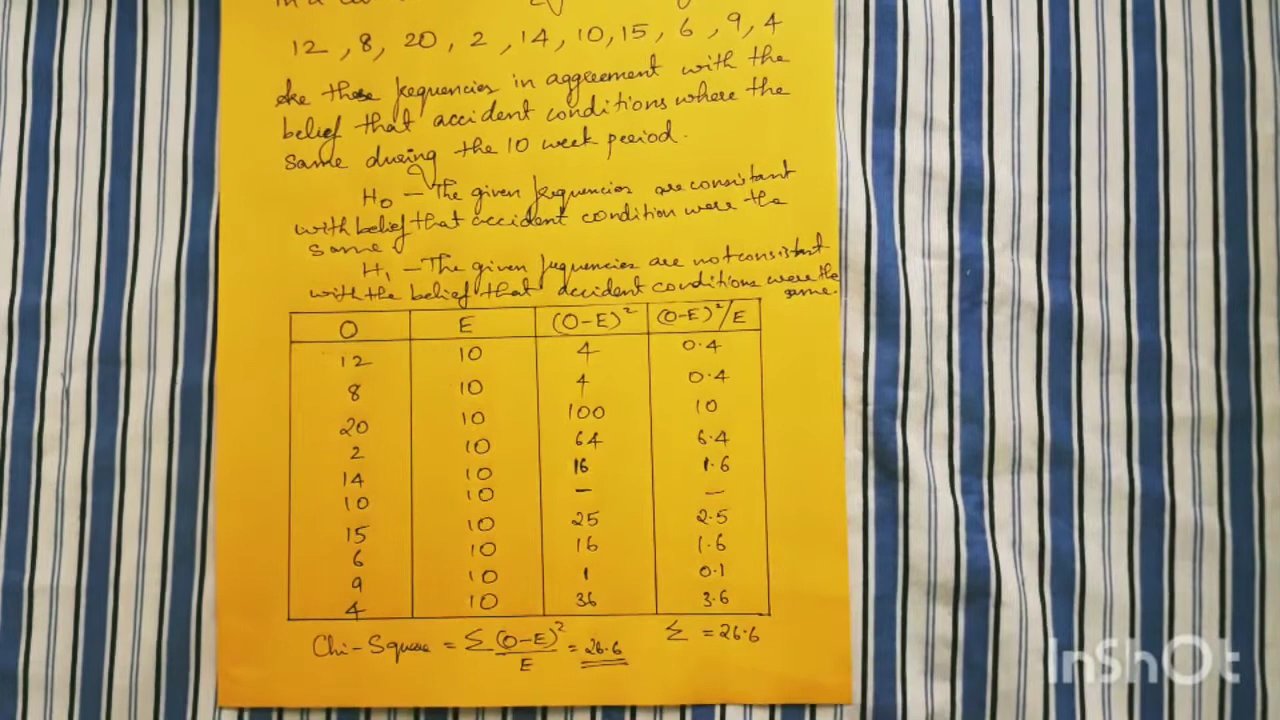 in a
12, 8, 20, 2, 14, 10, 15, 6, 9, 4
Are these frequencies in aggreement with the
belief that accident conditions where the
same during the 10 week period.
H0 – The given frequencies are consistant
with belief that accident condition were the
same
H1 – The given frequencies are not consistant
with the belief that accident conditions were the
same.
O E (O-E)² (O-E)²/E
12 10 4 0.4
8 10 4 0.4
20 10 100 10
2 10 64 6.4
14 10 16 1.6
10 10 – –
15 10 25 2.5
6 10 16 1.6
9 10 1 0.1
4 10 36 3.6
Chi-Square = Σ (O-E)²/E = 26.6 Σ = 26.6
InShOt